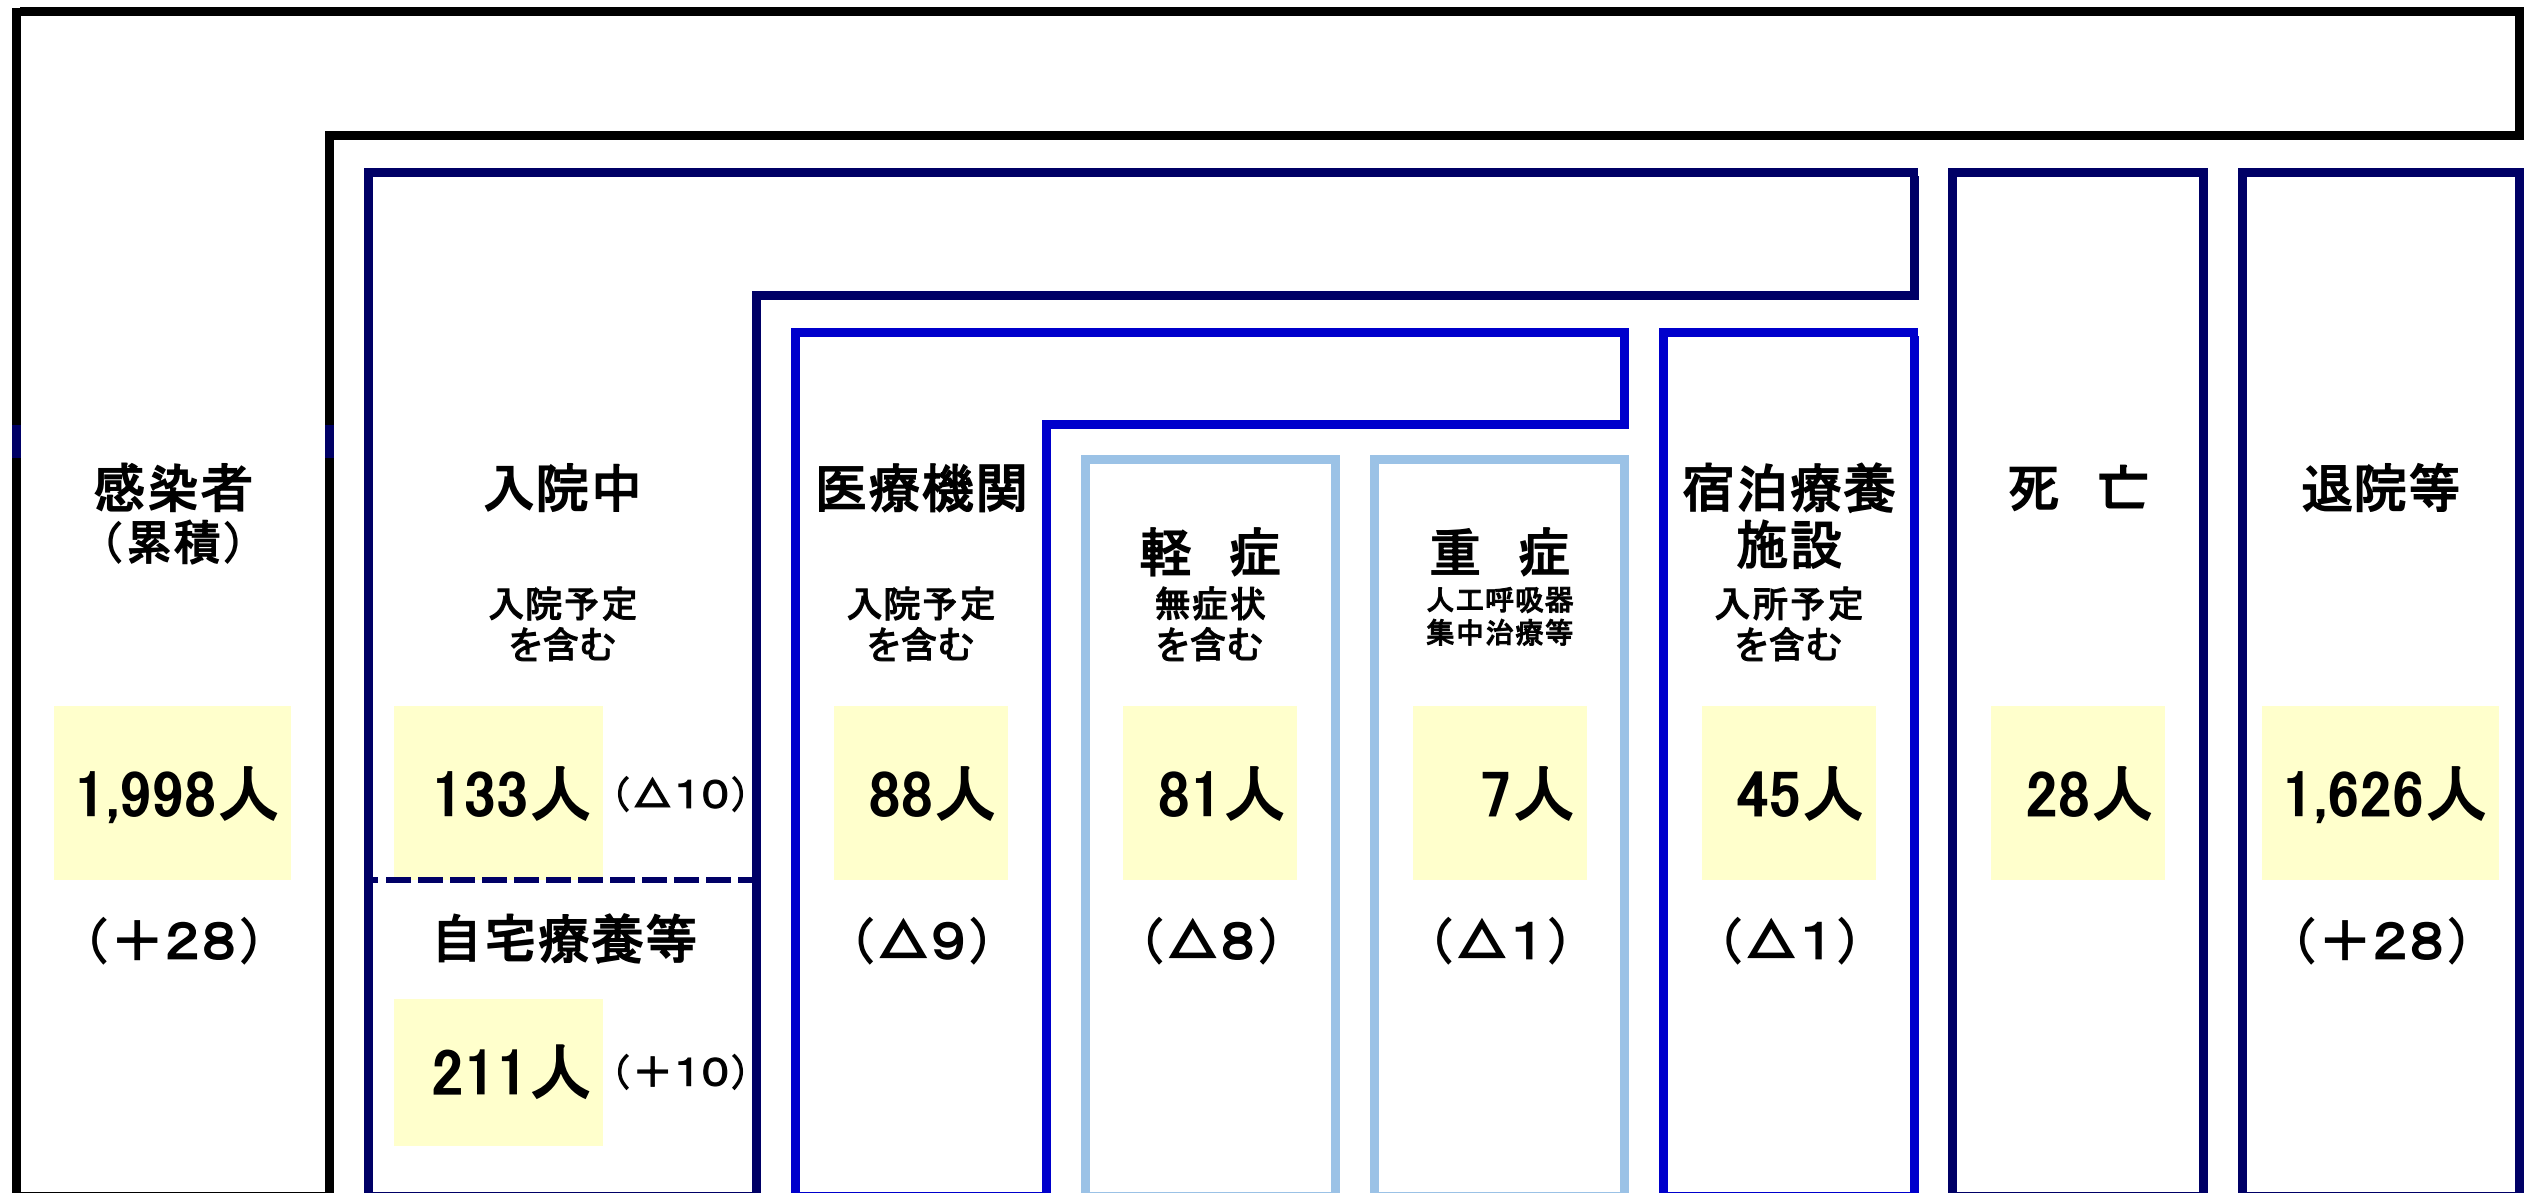 感染者
（累積）
1,998人
（＋28）
入院中
入院予定
を含む
133人（△10）
自宅療養等
211人（＋10）
医療機関
入院予定
を含む
88人
（△9）
軽　症
無症状
を含む
81人
（△8）
重　症
人工呼吸器
集中治療等
7人
（△1）
宿泊療養
施設
入所予定
を含む
45人
（△1）
死　亡
28人
退院等
1,626人
（＋28）